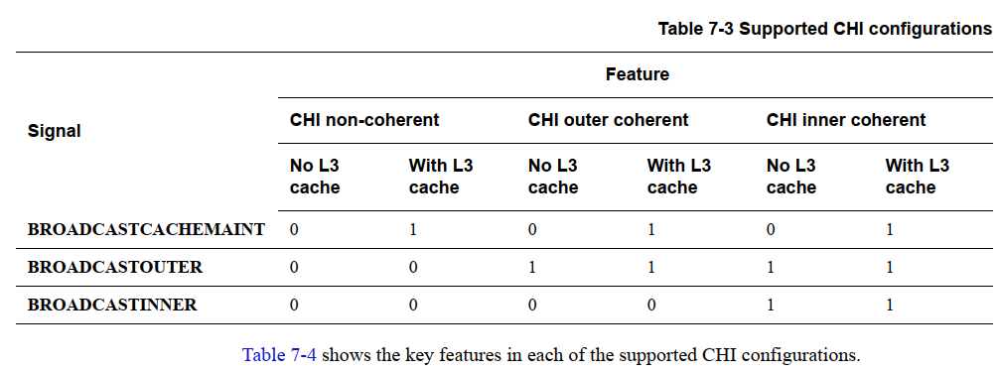 Table 7-3 Supported CHI configurations
Feature
Signal
CHI non-coherent CHI outer coherent CHI inner coherent
No L3 cache With L3 cache No L3 cache With L3 cache No L3 cache With L3 cache
BROADCASTCACHEMAINT 0 1 0 1 0 1
BROADCASTOUTER 0 0 1 1 1 1
BROADCASTINNER 0 0 0 0 1 1
Table 7-4 shows the key features in each of the supported CHI configurations.